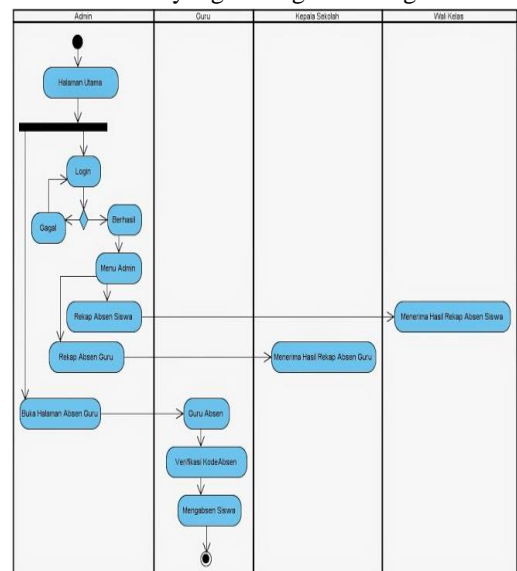 Admin
Guru
Kepala Sekolah
Wali Kelas
Halaman Utama
Login
Gagal
Berhasil
Menu Admin
Rekap Absen Siswa
Menerima Hasil Rekap Absen Siswa
Rekap Absen Guru
Menerima Hasil Rekap Absen Guru
Buka Halaman Absen Guru
Guru Absen
Verifikasi KodeAbsen
Mengabsen Siswa